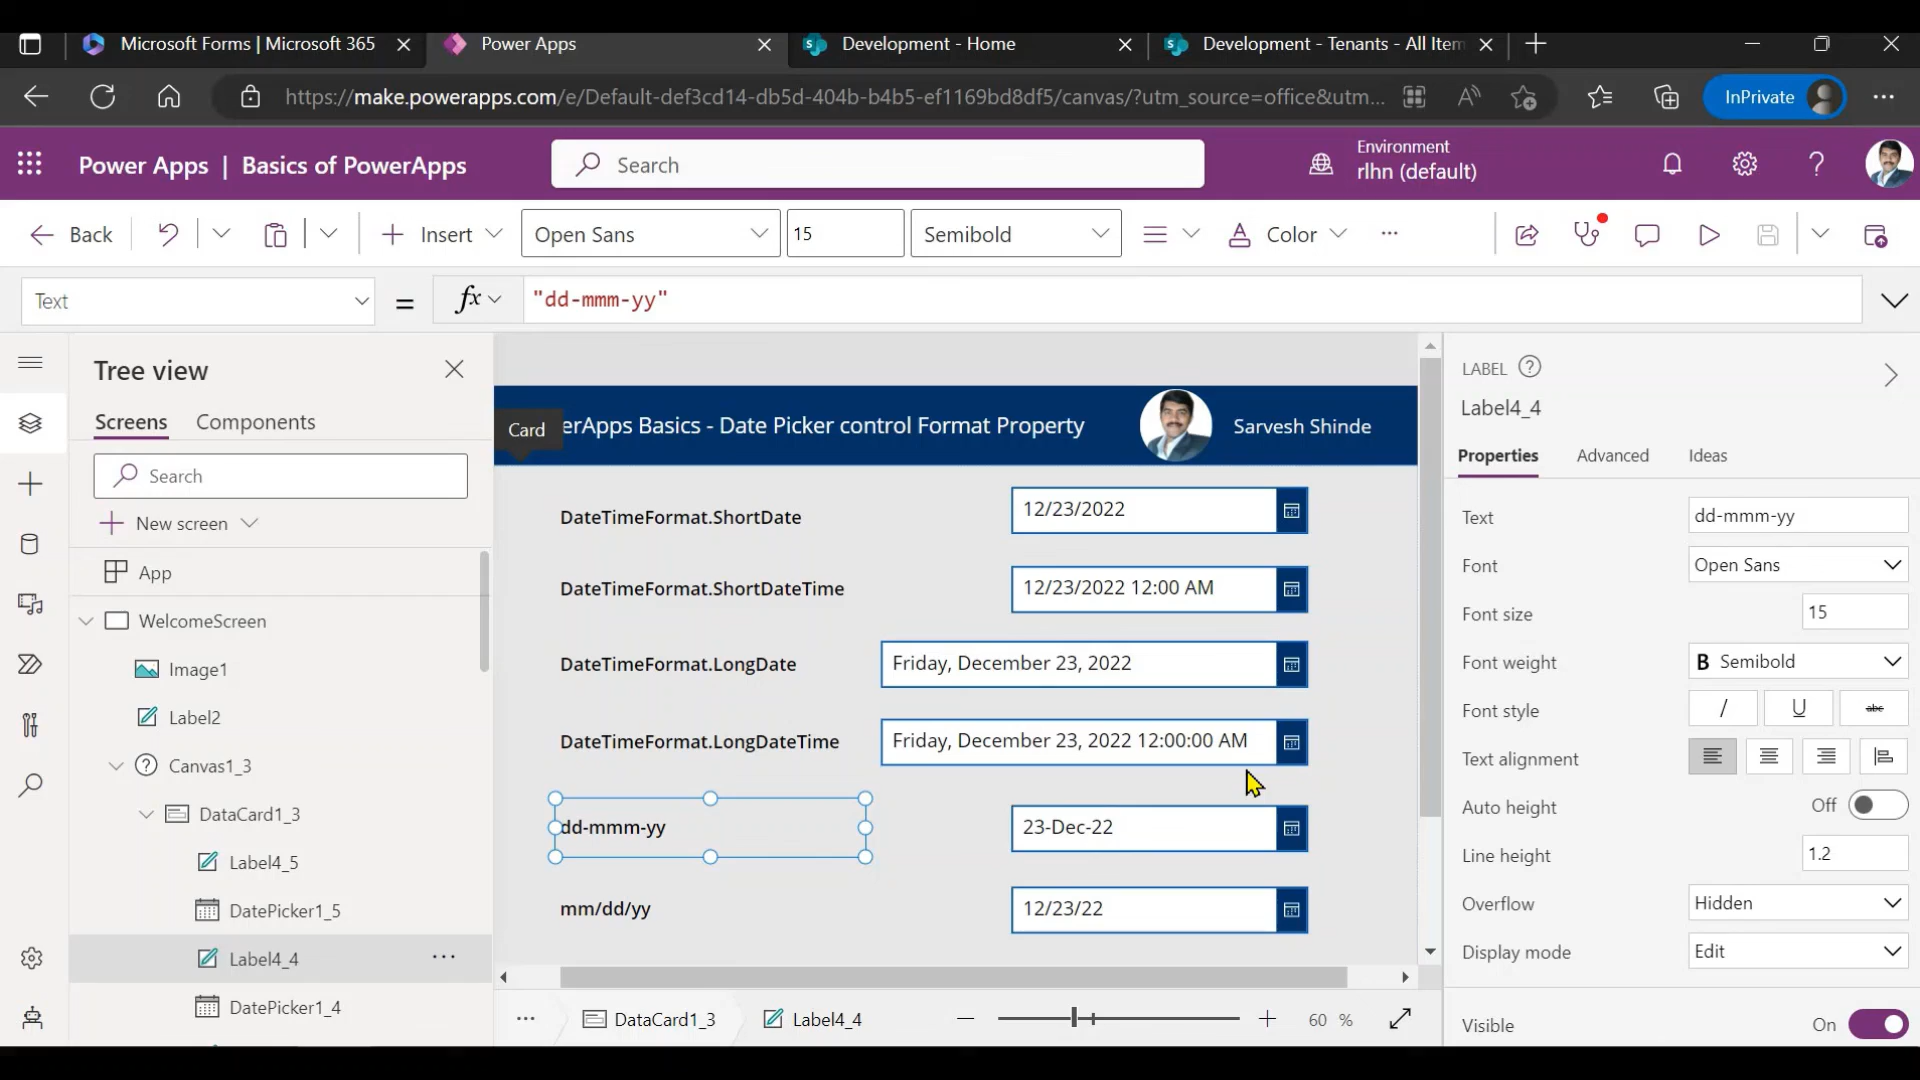 Microsoft Forms | Microsoft 365
Power Apps
Development - Home
Development - Tenants - All Item
https://make.powerapps.com/e/Default-def3cd14-db5d-404b-b4b5-ef1169bd8df5/canvas/?utm_source=office&utm...
InPrivate
Power Apps | Basics of PowerApps
Search
Environment
rlhn (default)
Back
Insert
Open Sans
15
Semibold
Color
Text
=
fx
"dd-mmm-yy"
Tree view
Screens
Components
Search
New screen
App
WelcomeScreen
Image1
Label2
Canvas1_3
DataCard1_3
Label4_5
DatePicker1_5
Label4_4
DatePicker1_4
Card
erApps Basics - Date Picker control Format Property
Sarvesh Shinde
DateTimeFormat.ShortDate
12/23/2022
DateTimeFormat.ShortDateTime
12/23/2022 12:00 AM
DateTimeFormat.LongDate
Friday, December 23, 2022
DateTimeFormat.LongDateTime
Friday, December 23, 2022 12:00:00 AM
dd-mmm-yy
23-Dec-22
mm/dd/yy
12/23/22
DataCard1_3
Label4_4
60 %
LABEL
Label4_4
Properties
Advanced
Ideas
Text
dd-mmm-yy
Font
Open Sans
Font size
15
Font weight
B Semibold
Font style
/ U abc
Text alignment
Auto height
Off
Line height
1.2
Overflow
Hidden
Display mode
Edit
Visible
On